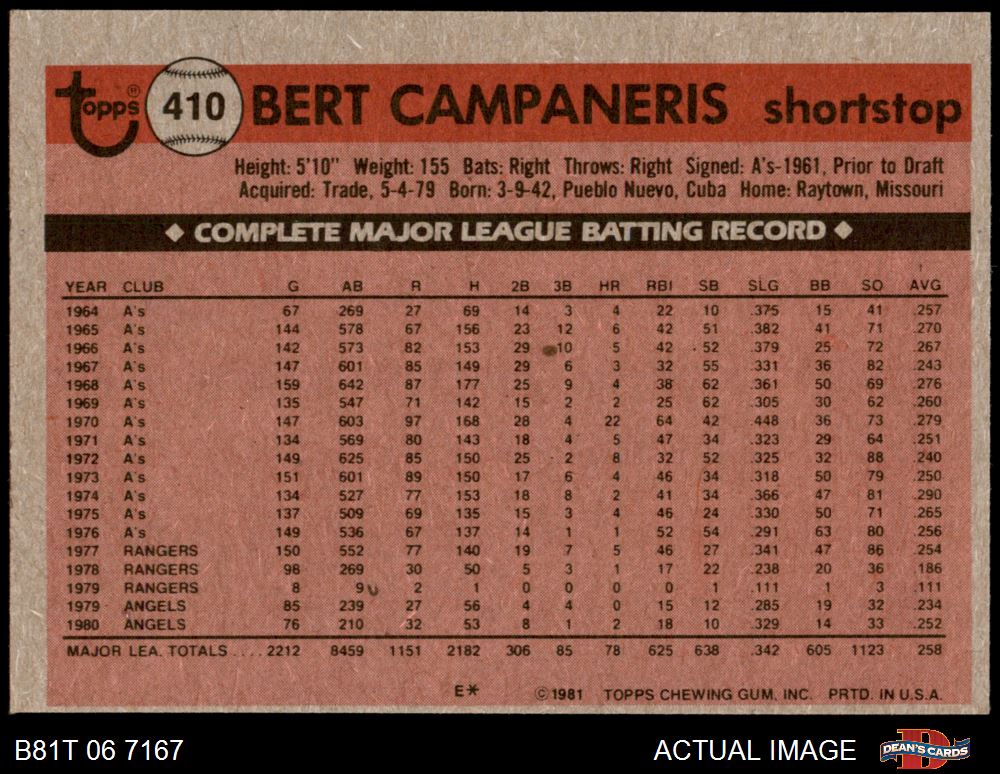 Topps® 410 BERT CAMPANERIS shortstop
Height: 5'10" Weight: 155 Bats: Right Throws: Right Signed: A's-1961, Prior to Draft
Acquired: Trade, 5-4-79 Born: 3-9-42, Pueblo Nuevo, Cuba Home: Raytown, Missouri
◆ COMPLETE MAJOR LEAGUE BATTING RECORD ◆
YEAR CLUB G AB R H 2B 3B HR RBI SB SLG BB SO AVG
1964 A's 67 269 27 69 14 3 4 22 10 .375 15 41 .257
1965 A's 144 578 67 156 23 12 6 42 51 .382 41 71 .270
1966 A's 142 573 82 153 29 10 5 42 52 .379 25 72 .267
1967 A's 147 601 85 149 29 6 3 32 55 .331 36 82 .243
1968 A's 159 642 87 177 25 9 4 38 62 .361 50 69 .276
1969 A's 135 547 71 142 15 2 2 25 62 .305 30 62 .260
1970 A's 147 603 97 168 28 4 22 64 42 .448 36 73 .279
1971 A's 134 569 80 143 18 4 5 47 34 .323 29 64 .251
1972 A's 149 625 85 150 25 2 8 32 52 .325 32 88 .240
1973 A's 151 601 89 150 17 6 4 46 34 .318 50 79 .250
1974 A's 134 527 77 153 18 8 2 41 34 .366 47 81 .290
1975 A's 137 509 69 135 15 3 4 46 24 .330 50 71 .265
1976 A's 149 536 67 137 14 1 1 52 54 .291 63 80 .256
1977 RANGERS 150 552 77 140 19 7 5 46 27 .341 47 86 .254
1978 RANGERS 98 269 30 50 5 3 1 17 22 .238 20 36 .186
1979 RANGERS 8 9 2 1 0 0 0 0 1 .111 1 3 .111
1979 ANGELS 85 239 27 56 4 4 0 15 12 .285 19 32 .234
1980 ANGELS 76 210 32 53 8 1 2 18 10 .329 14 33 .252
MAJOR LEA. TOTALS .... 2212 8459 1151 2182 306 85 78 625 638 .342 605 1123 .258
E* ©1981 TOPPS CHEWING GUM, INC. PRTD. IN U.S.A.
B81T 06 7167 ACTUAL IMAGE DEAN'S CARDS